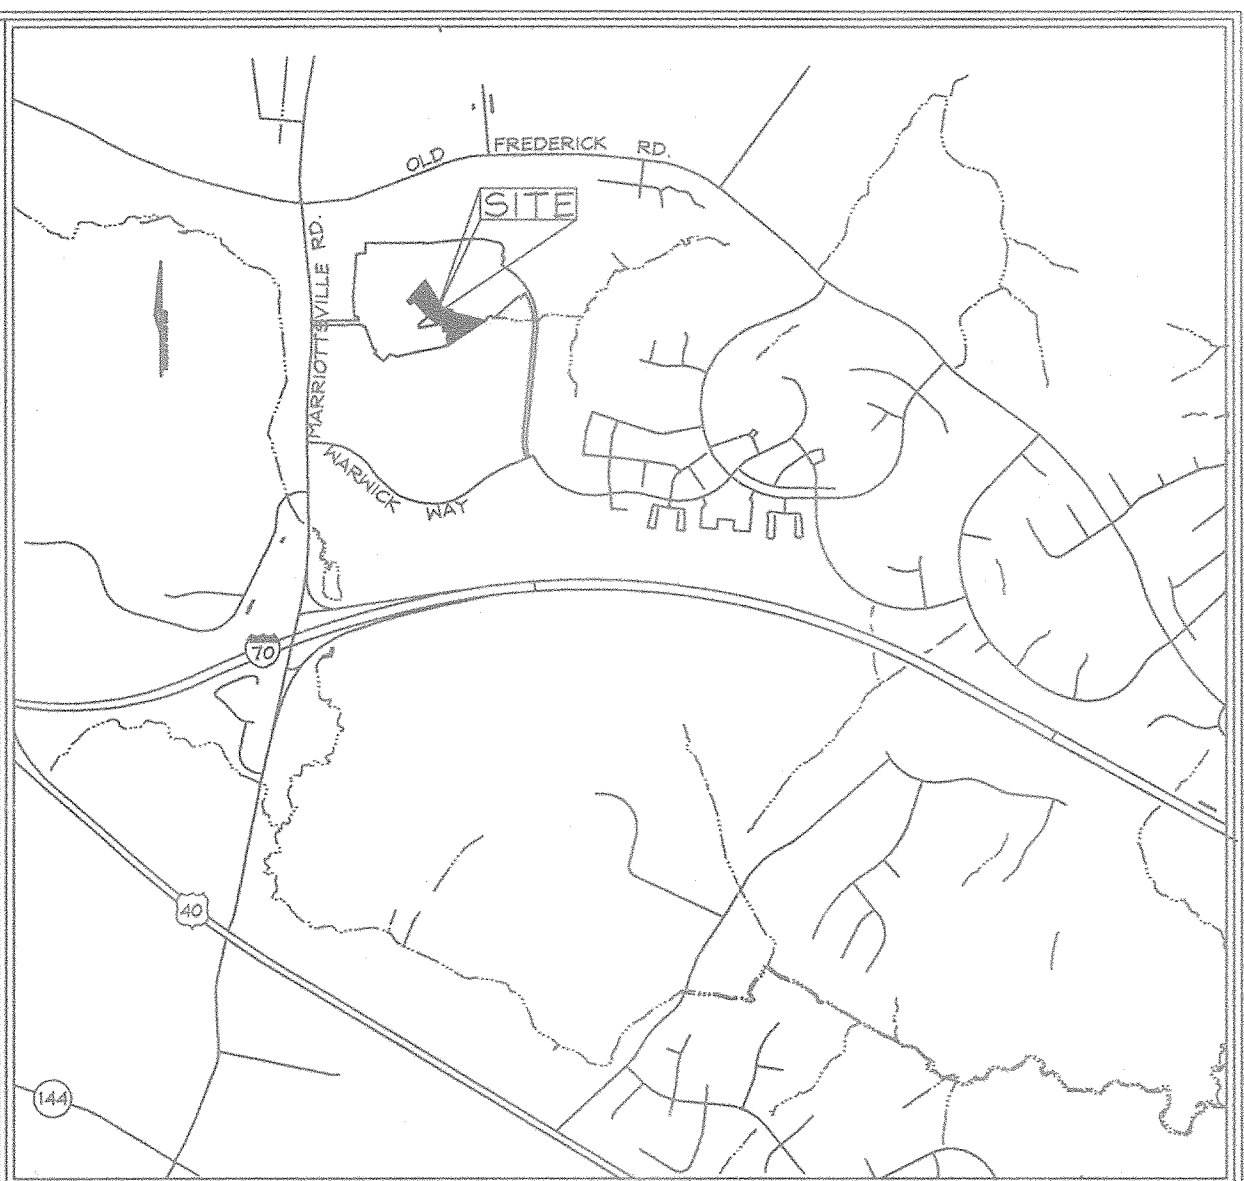 OLD FREDERICK RD.
SITE
MARRIOTTSVILLE RD.
WARWICK WAY
70
40
144